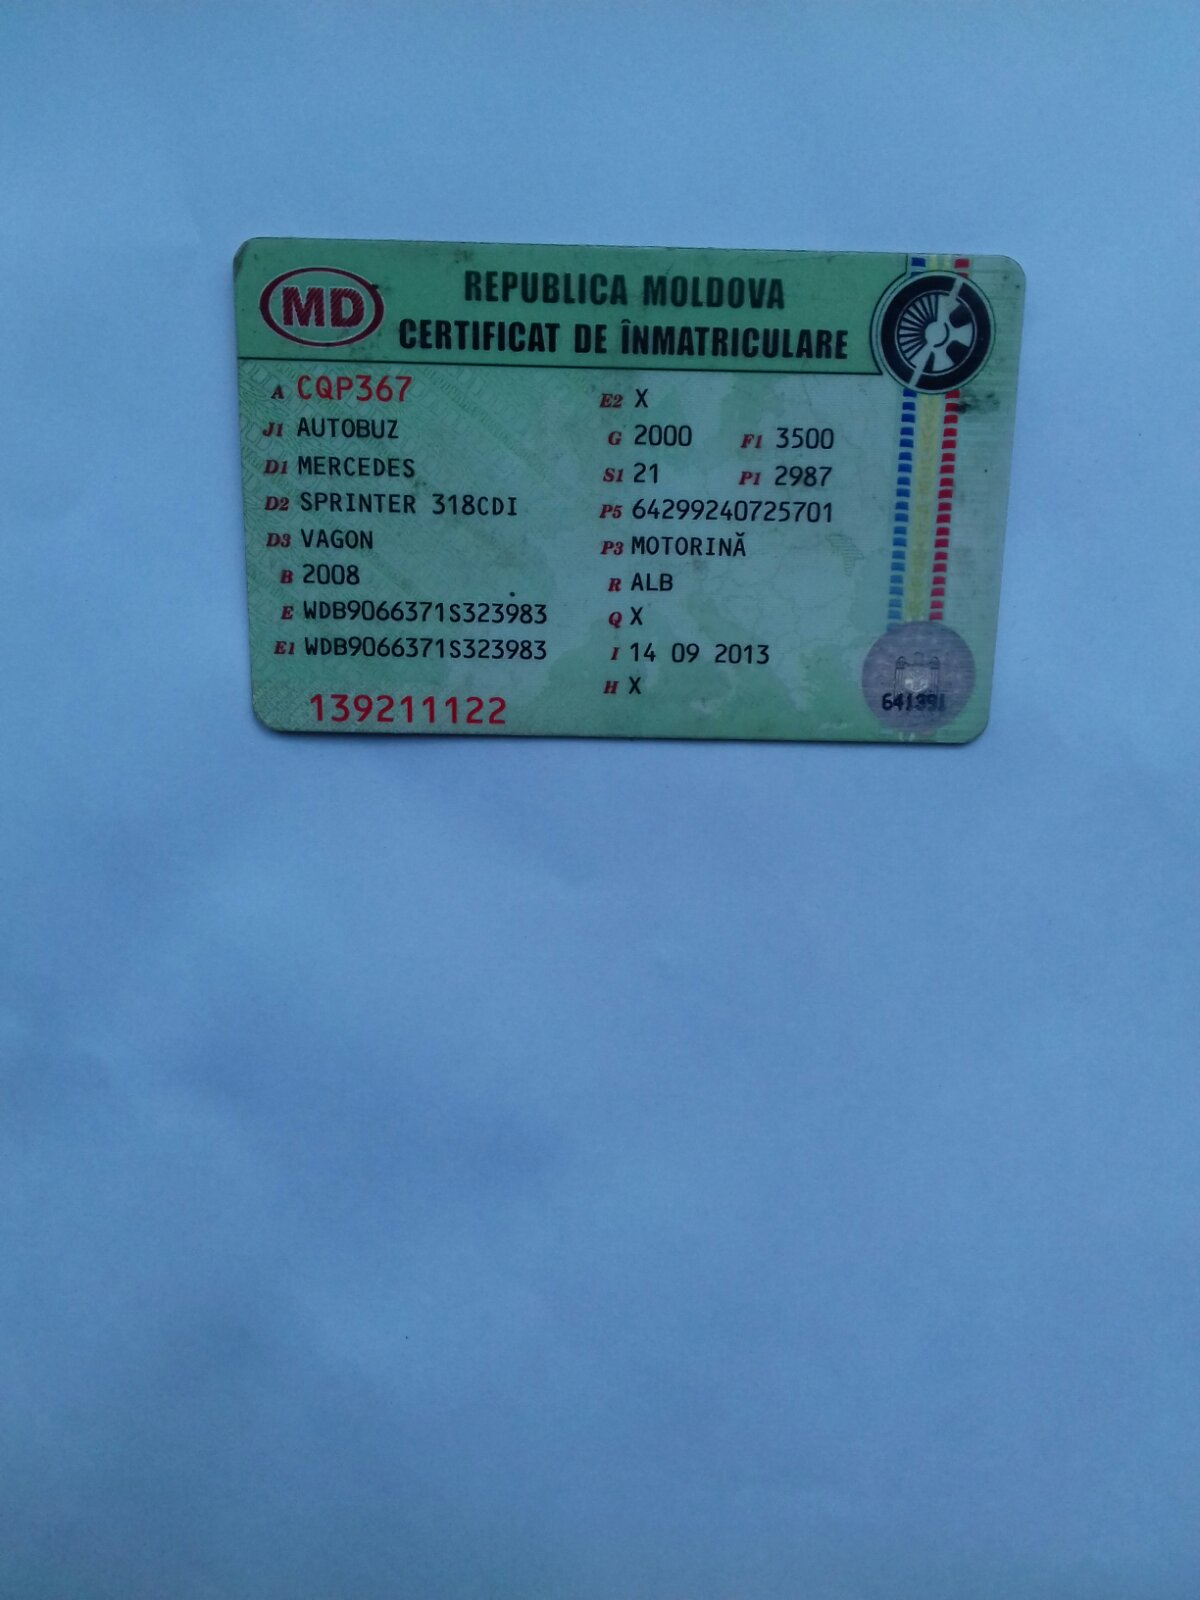 MD
REPUBLICA MOLDOVA
CERTIFICAT DE ÎNMATRICULARE
A CQP367
J1 AUTOBUZ
D1 MERCEDES
D2 SPRINTER 318CDI
D3 VAGON
B 2008
E WDB9066371S323983
E1 WDB9066371S323983
139211122
E2 X
G 2000 F1 3500
S1 21 P1 2987
P5 64299240725701
P3 MOTORINĂ
R ALB
Q X
I 14 09 2013
H X